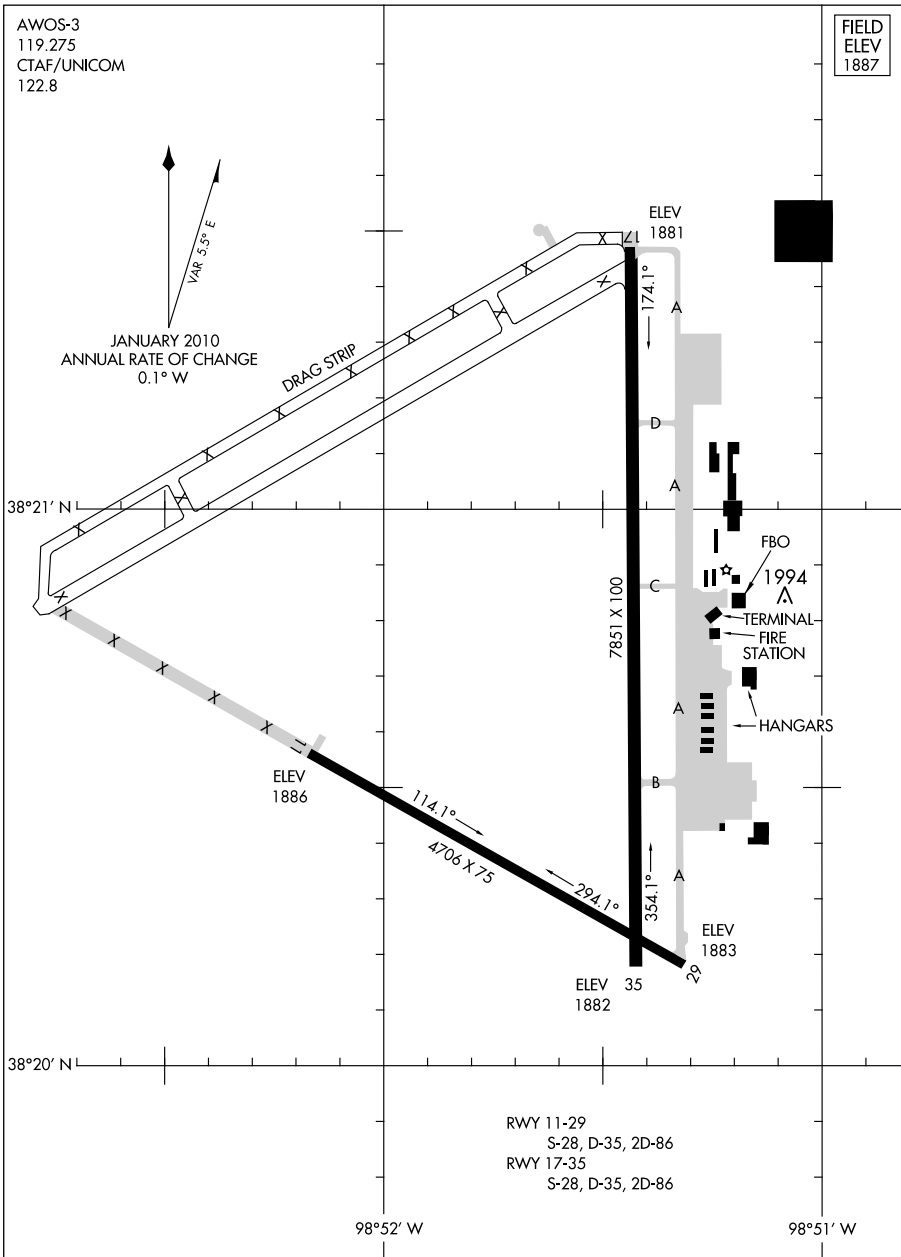 AWOS-3
119.275
CTAF/UNICOM
122.8
FIELD
ELEV
1887
VAR 5.5° E
JANUARY 2010
ANNUAL RATE OF CHANGE
0.1° W
ELEV
1881
17
174.1°
A
X
X
X
X
X
X
X
X
X
X
X
X
X
DRAG STRIP
D
A
38°21' N
FBO
1994
C
7851 X 100
TERMINAL
FIRE
STATION
X
X
X
X
X
A
HANGARS
11
ELEV
1886
B
114.1°
4706 X 75
294.1°
354.1°
A
ELEV
1883
29
ELEV
1882
35
38°20' N
RWY 11-29
S-28, D-35, 2D-86
RWY 17-35
S-28, D-35, 2D-86
98°52' W
98°51' W